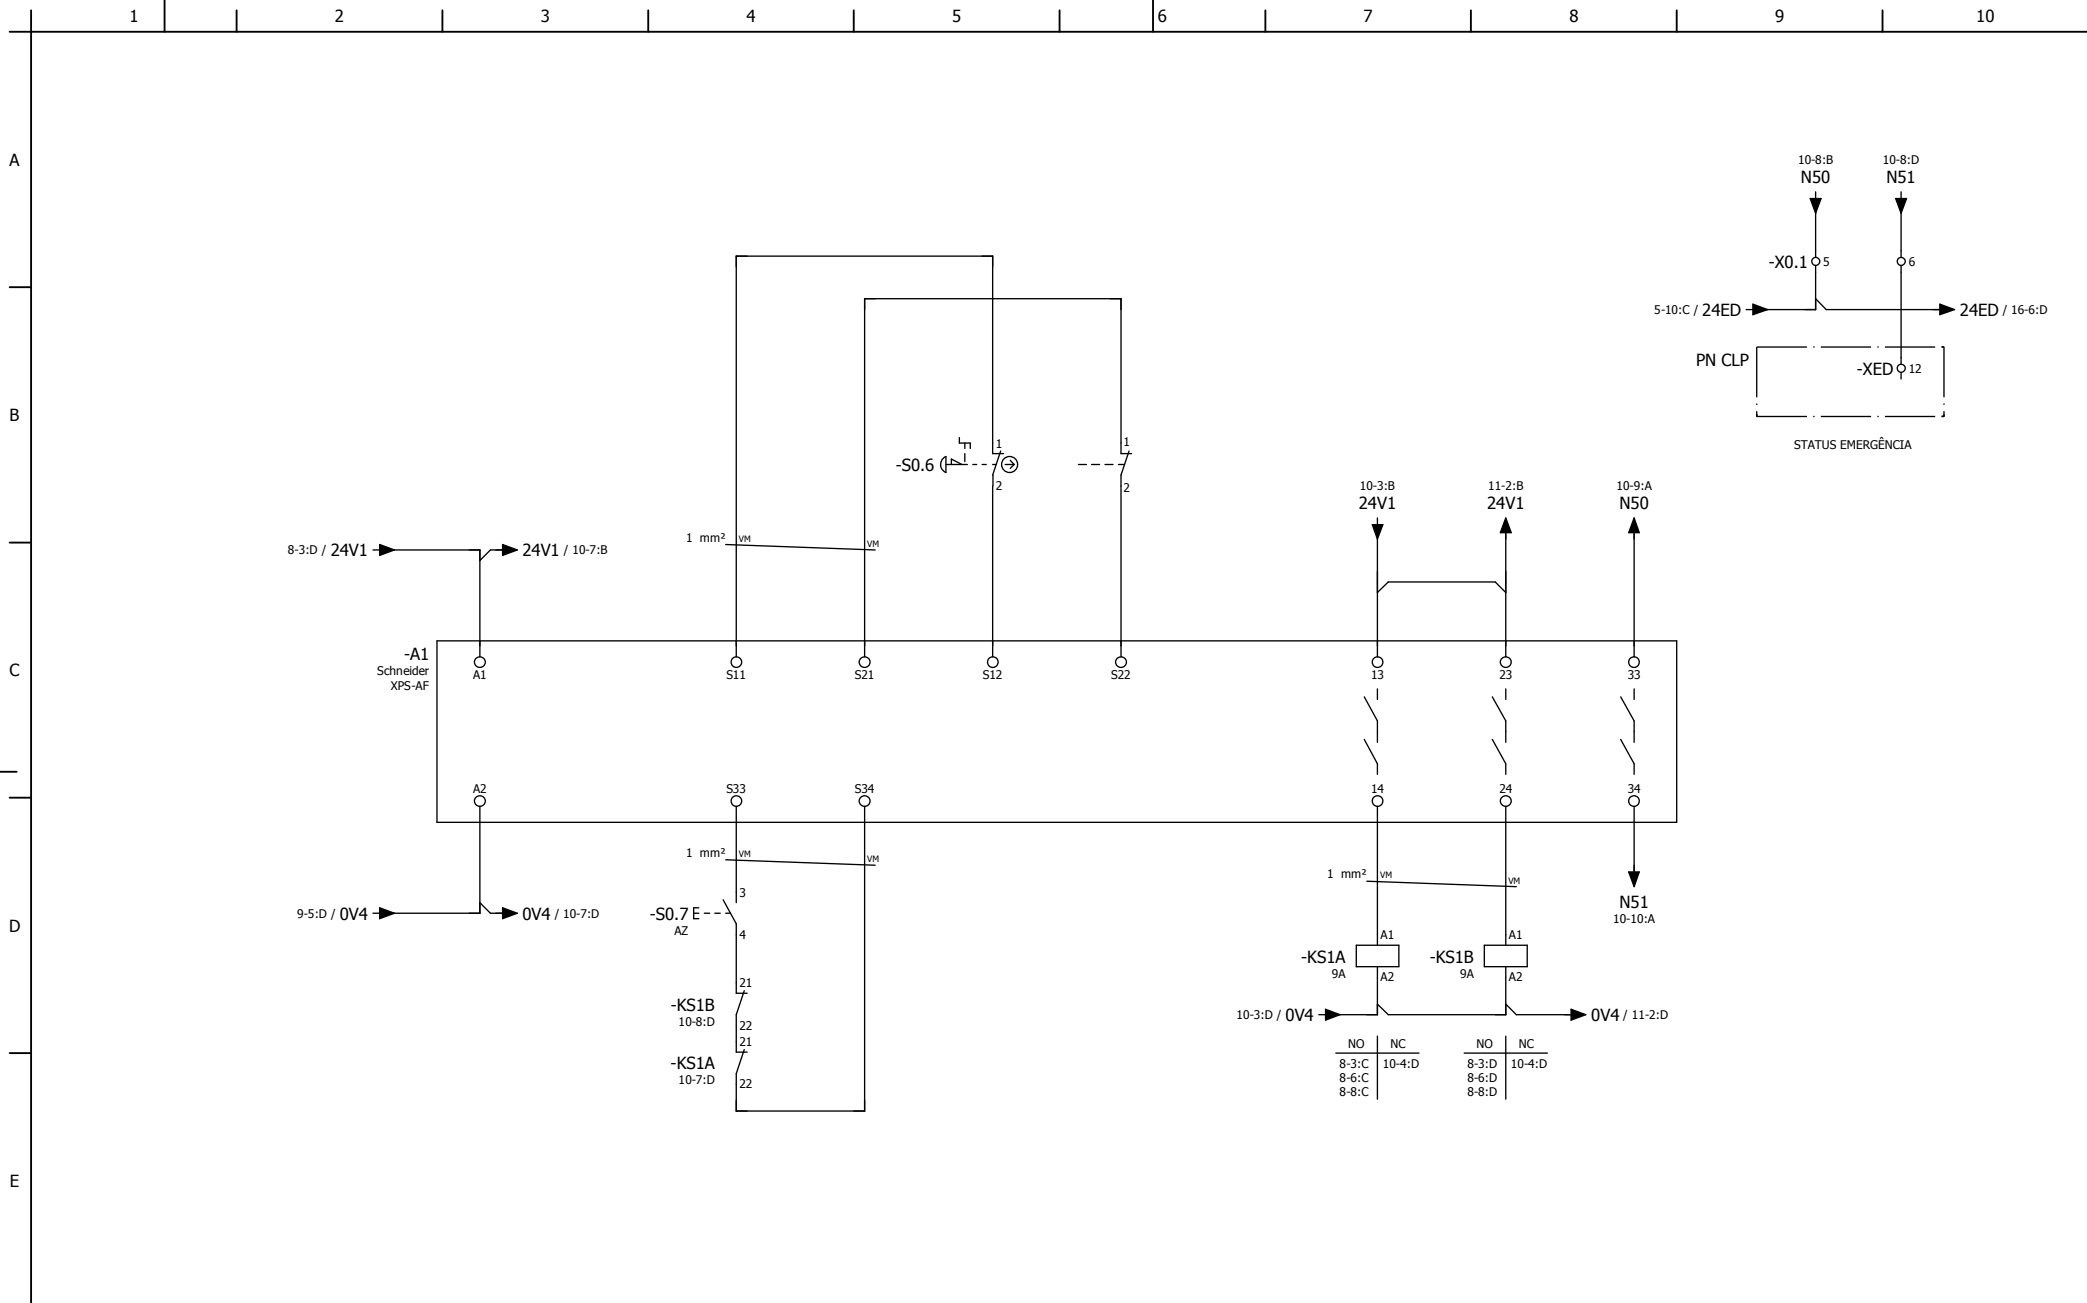 1 2 3 4 5 6 7 8 9 10
A
10-8:B 10-8:D
N50 N51
-X0.1 5 6
5-10:C / 24ED 24ED / 16-6:D
PN CLP
-XED 12
B
STATUS EMERGÊNCIA
-S0.6 1 1
2 2
10-3:B 11-2:B 10-9:A
24V1 24V1 N50
1 mm² VM VM
8-3:D / 24V1 24V1 / 10-7:B
-A1
Schneider
XPS-AF
C
A1 S11 S21 S12 S22 13 23 33
A2 S33 S34 14 24 34
1 mm² VM VM
1 mm² VM VM
3
-S0.7 E
AZ
4
9-5:D / 0V4 0V4 / 10-7:D
N51
10-10:A
D
-KS1A A1 -KS1B A1
9A A2 9A A2
21
-KS1B
10-8:D
22
10-3:D / 0V4 0V4 / 11-2:D
21
-KS1A
10-7:D
22
NO NC NO NC
8-3:C 10-4:D 8-3:D 10-4:D
8-6:C 8-6:D
8-8:C 8-8:D
E